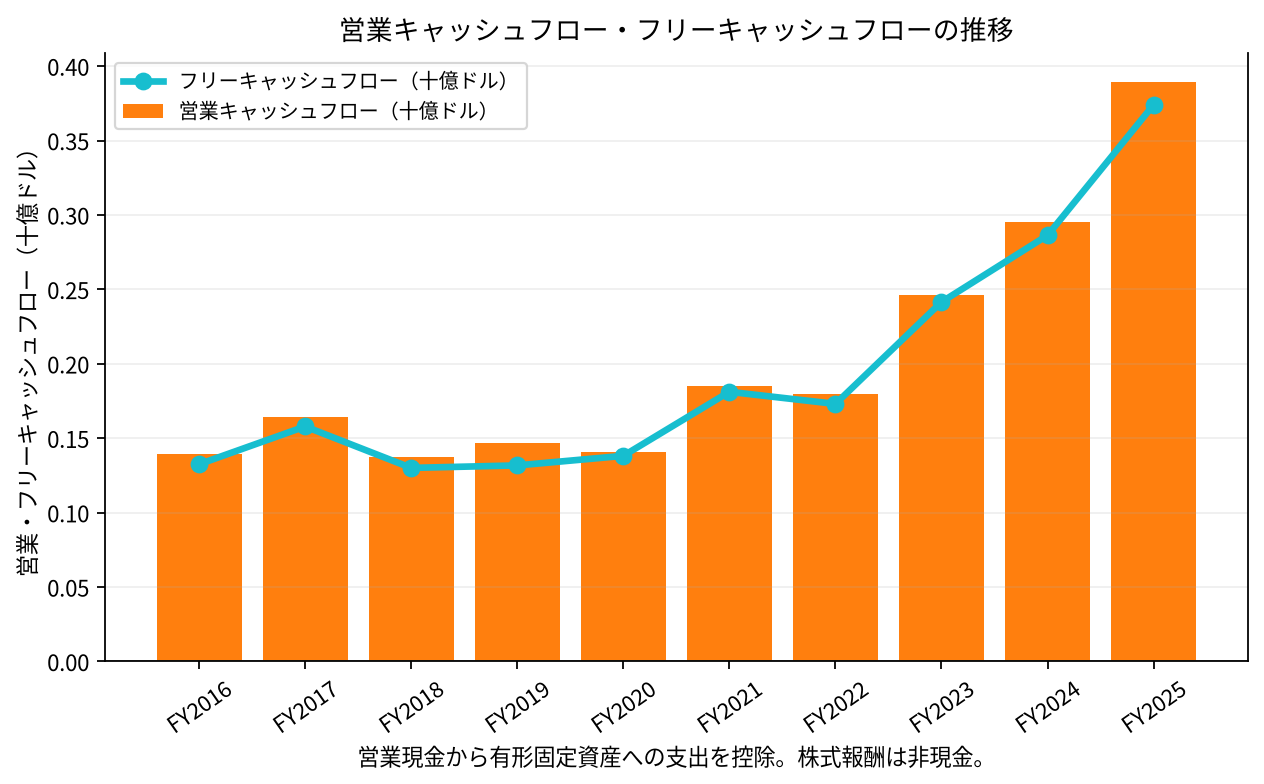 営業キャッシュフロー・フリーキャッシュフローの推移
フリーキャッシュフロー（十億ドル）
営業キャッシュフロー（十億ドル）
営業・フリーキャッシュフロー（十億ドル）
0.40
0.35
0.30
0.25
0.20
0.15
0.10
0.05
0.00
FY2016
FY2017
FY2018
FY2019
FY2020
FY2021
FY2022
FY2023
FY2024
FY2025
営業現金から有形固定資産への支出を控除。株式報酬は非現金。